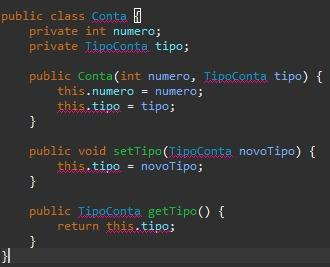 public class Conta {
    private int numero;
    private TipoConta tipo;

    public Conta(int numero, TipoConta tipo) {
        this.numero = numero;
        this.tipo = tipo;
    }

    public void setTipo(TipoConta novoTipo) {
        this.tipo = novoTipo;
    }

    public TipoConta getTipo() {
        return this.tipo;
    }
}